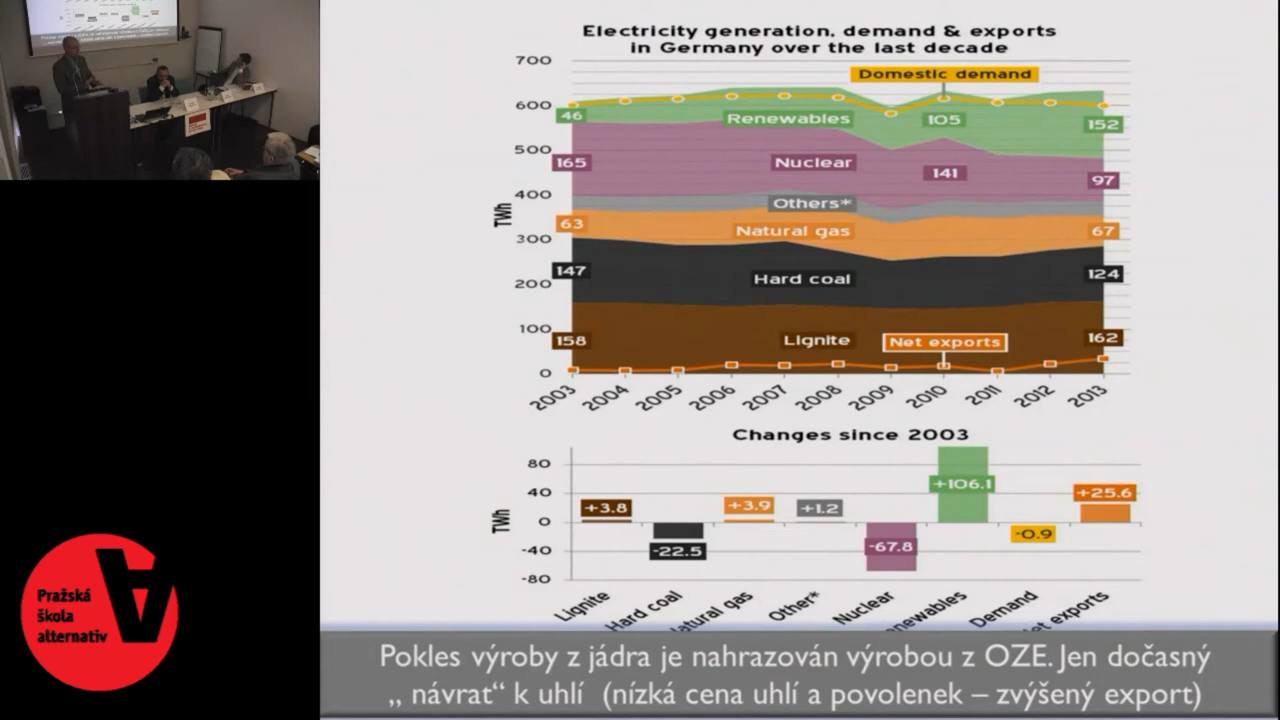 Electricity generation, demand & exports
in Germany over the last decade
TWh
700
600
500
400
300
200
100
0
Domestic demand
46
Renewables
105
152
165
Nuclear
141
97
Others*
63
Natural gas
67
147
Hard coal
124
158
Lignite
Net exports
162
2003
2004
2005
2006
2007
2008
2009
2010
2011
2012
2013
Changes since 2003
TWh
80
40
0
-40
-80
+3.8
-22.5
+3.9
+1.2
-67.8
+106.1
-0.9
+25.6
Lignite
Hard coal
atural gas
Other*
Nuclear
enewables
Demand
et exports
Pražská
škola
alternativ
Pokles výroby z jádra je nahrazován výrobou z OZE. Jen dočasný
„ návrat“ k uhlí (nízká cena uhlí a povolenek – zvýšený export)